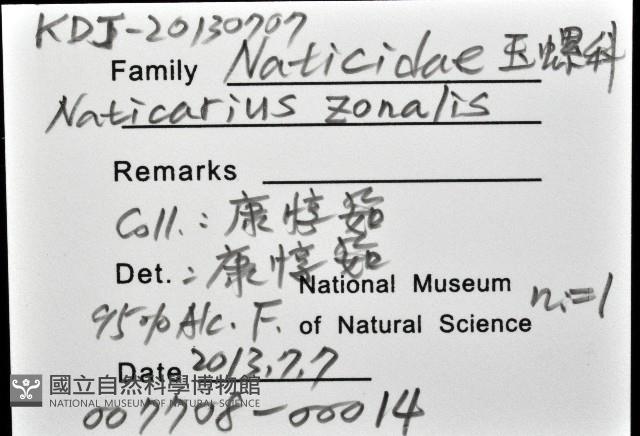 KDJ-20130707
Family Naticidae 玉螺科
Naticarius zonalis
Remarks
Coll.: 康惇
Det.: 康惇
National Museum
95% Alc. F. of Natural Science n=1
Date 2013.7.7
國立自然科學博物館
NATIONAL MUSEUM OF NATURAL SCIENCE
007708-00014